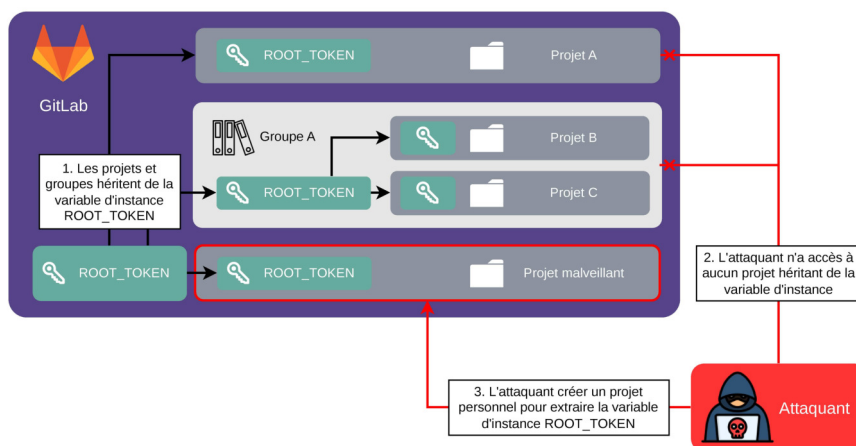 ROOT_TOKEN
Projet A
GitLab
Groupe A
Projet B
1. Les projets et
groupes héritent de la
variable d'instance
ROOT_TOKEN
ROOT_TOKEN
Projet C
2. L'attaquant n'a accès à
aucun projet héritant de la
variable d'instance
ROOT_TOKEN
ROOT_TOKEN
Projet malveillant
3. L'attaquant créer un projet
personnel pour extraire la variable
d'instance ROOT_TOKEN
Attaquant